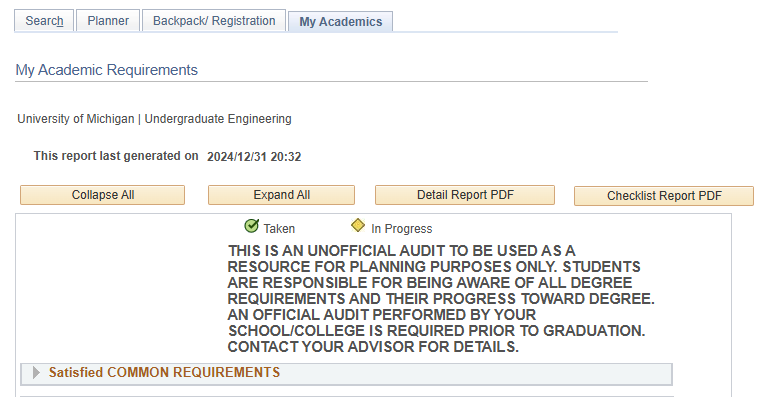 Search
Planner
Backpack/ Registration
My Academics
My Academic Requirements
University of Michigan | Undergraduate Engineering
This report last generated on 2024/12/31 20:32
Collapse All
Expand All
Detail Report PDF
Checklist Report PDF
Taken
In Progress
THIS IS AN UNOFFICIAL AUDIT TO BE USED AS A
RESOURCE FOR PLANNING PURPOSES ONLY. STUDENTS
ARE RESPONSIBLE FOR BEING AWARE OF ALL DEGREE
REQUIREMENTS AND THEIR PROGRESS TOWARD DEGREE.
AN OFFICIAL AUDIT PERFORMED BY YOUR
SCHOOL/COLLEGE IS REQUIRED PRIOR TO GRADUATION.
CONTACT YOUR ADVISOR FOR DETAILS.
Satisfied COMMON REQUIREMENTS